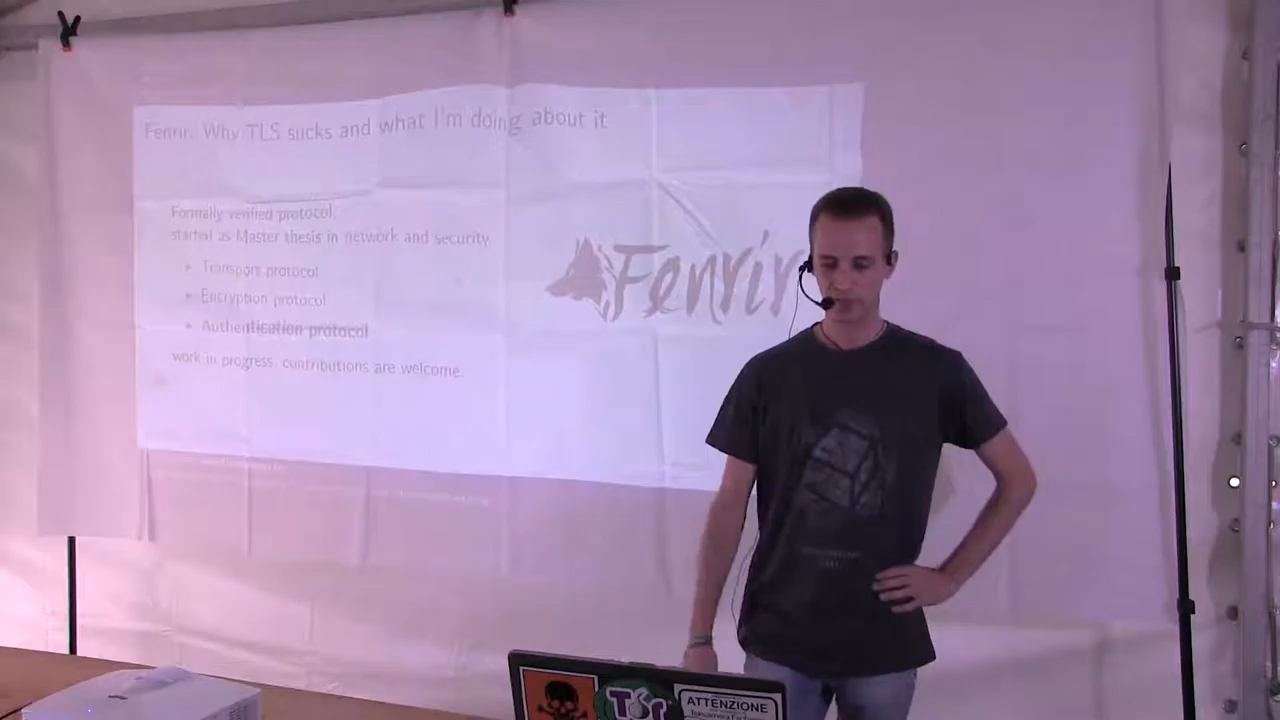 Fenrir: Why TLS sucks and what I'm doing about it
Formally verified protocol,
started as Master thesis in network and security
Transport protocol
Encryption protocol
Authentication protocol
work in progress, contributions are welcome.
Fenrir
Tor
ATTENZIONE